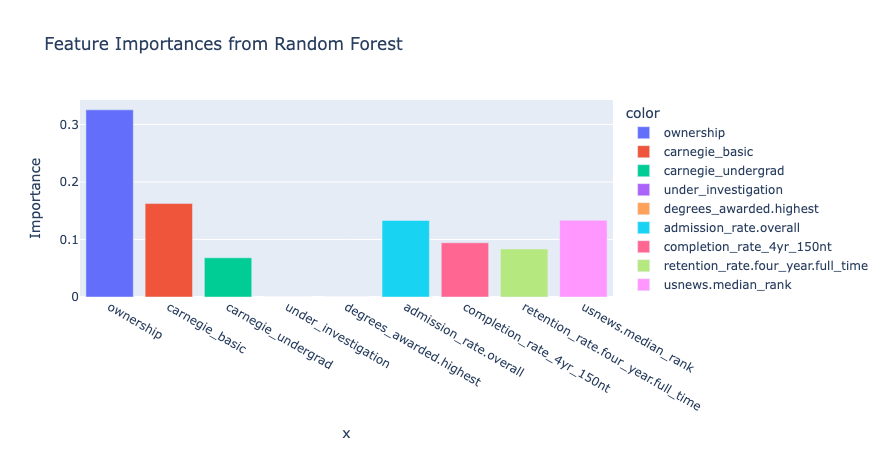 Feature Importances from Random Forest
Importance
0.3
0.2
0.1
0
ownership
carnegie_basic
carnegie_undergrad
under_investigation
degrees_awarded.highest
admission_rate.overall
completion_rate_4yr_150nt
retention_rate.four_year.full_time
usnews.median_rank
x
color
ownership
carnegie_basic
carnegie_undergrad
under_investigation
degrees_awarded.highest
admission_rate.overall
completion_rate_4yr_150nt
retention_rate.four_year.full_time
usnews.median_rank